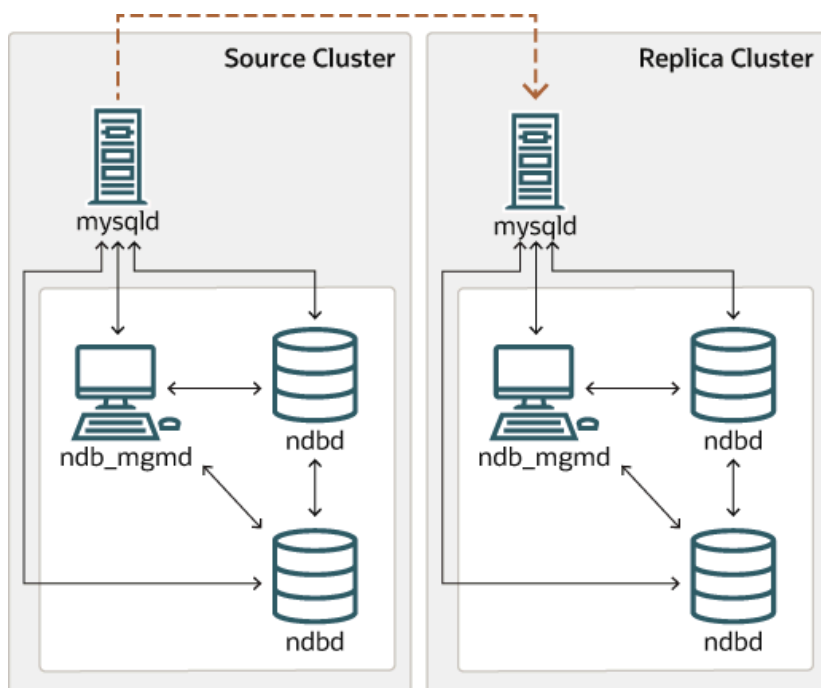 Source Cluster
mysqld
ndb_mgmd
ndbd
ndbd
Replica Cluster
mysqld
ndb_mgmd
ndbd
ndbd